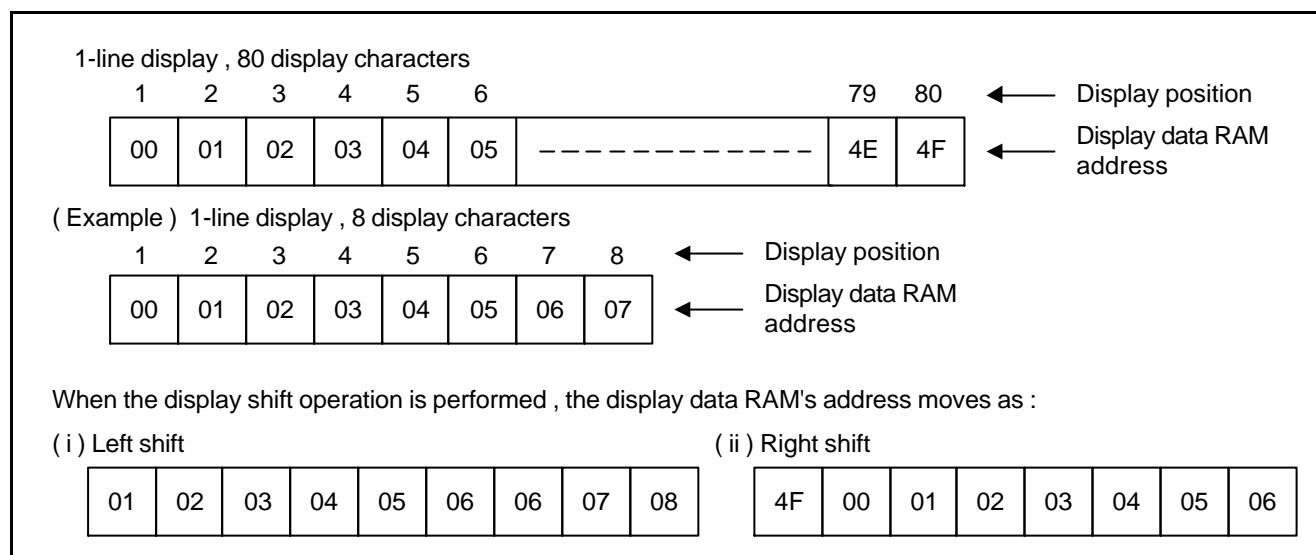 1-line display , 80 display characters
1 2 3 4 5 6 79 80 Display position
00 01 02 03 04 05 4E 4F Display data RAM
address
( Example ) 1-line display , 8 display characters
1 2 3 4 5 6 7 8 Display position
00 01 02 03 04 05 06 07 Display data RAM
address
When the display shift operation is performed , the display data RAM's address moves as :
( i ) Left shift ( ii ) Right shift
01 02 03 04 05 06 06 07 08 4F 00 01 02 03 04 05 06